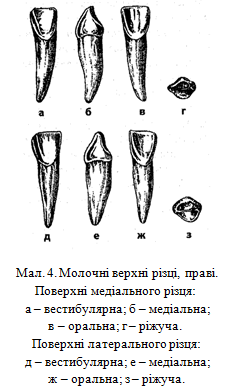 а б в г
д е ж з
Мал. 4. Молочні верхні різці, праві.
Поверхні медіального різця:
а – вестибулярна; б – медіальна;
в – оральна; г – ріжуча.
Поверхні латерального різця:
д – вестибулярна; е – медіальна;
ж – оральна; з – ріжуча.